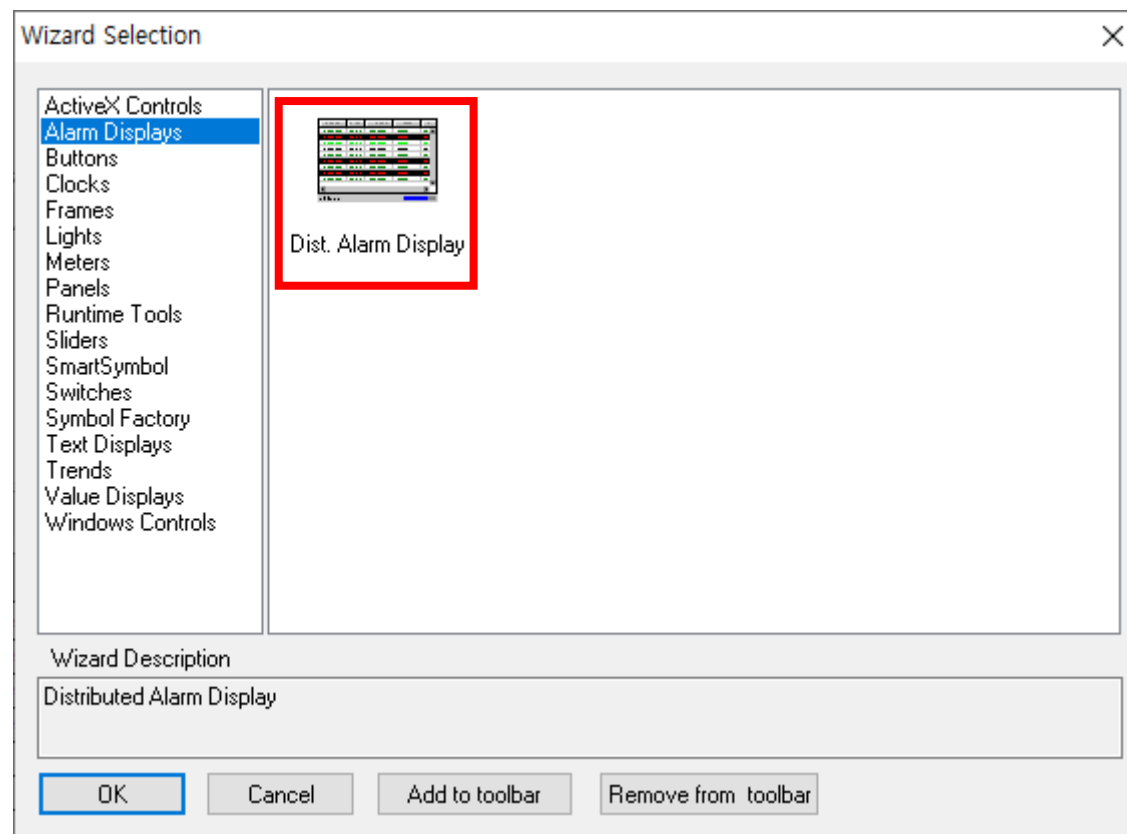 Wizard Selection
ActiveX Controls
Alarm Displays
Buttons
Clocks
Frames
Lights
Meters
Panels
Runtime Tools
Sliders
SmartSymbol
Switches
Symbol Factory
Text Displays
Trends
Value Displays
Windows Controls
Dist. Alarm Display
Wizard Description
Distributed Alarm Display
OK
Cancel
Add to toolbar
Remove from toolbar